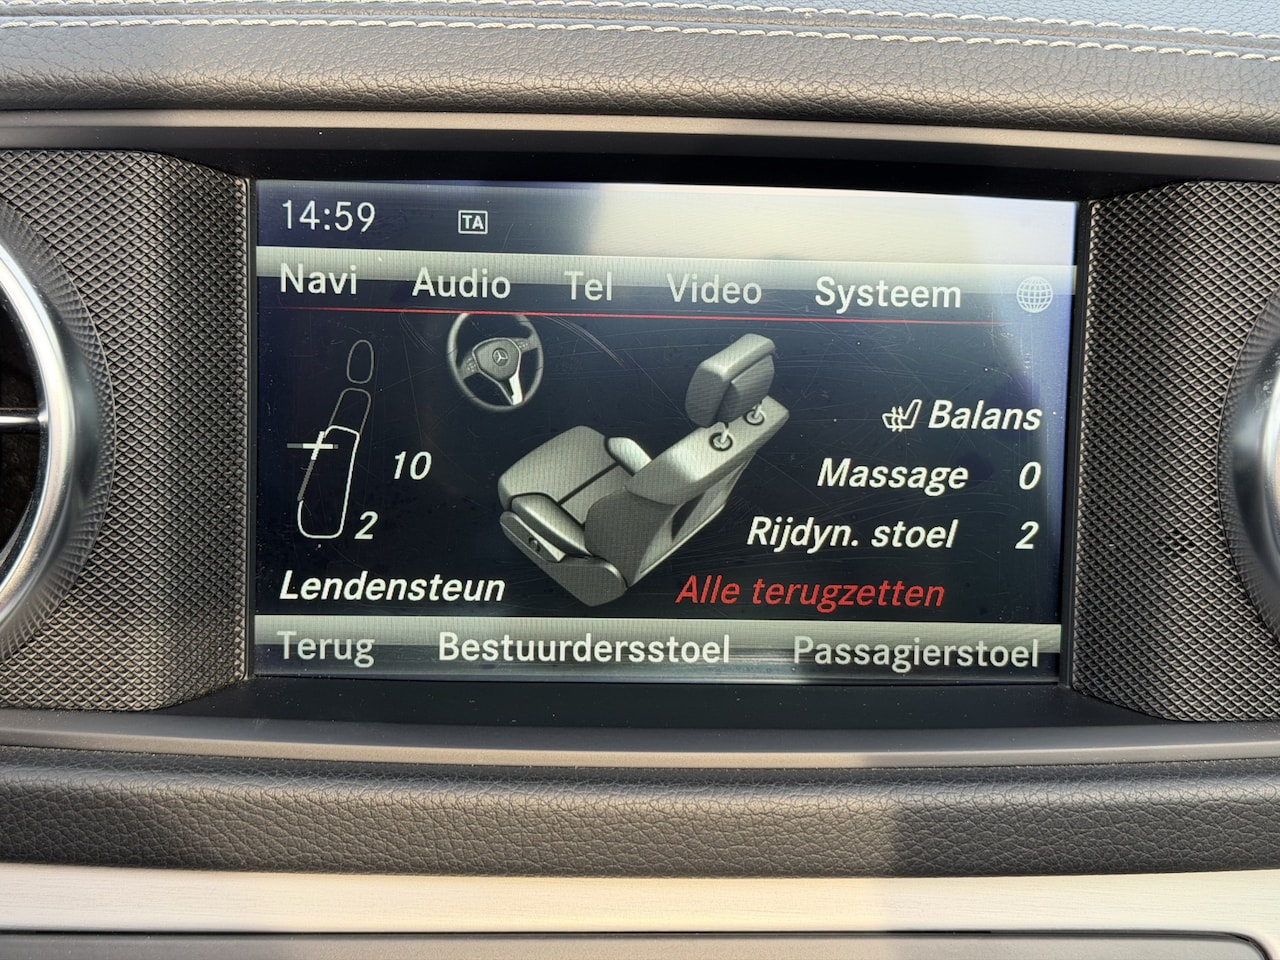 14:59 TA
Navi Audio Tel Video Systeem
Balans
10
Massage 0
2
Rijdyn. stoel 2
Lendensteun
Alle terugzetten
Terug Bestuurdersstoel Passagierstoel